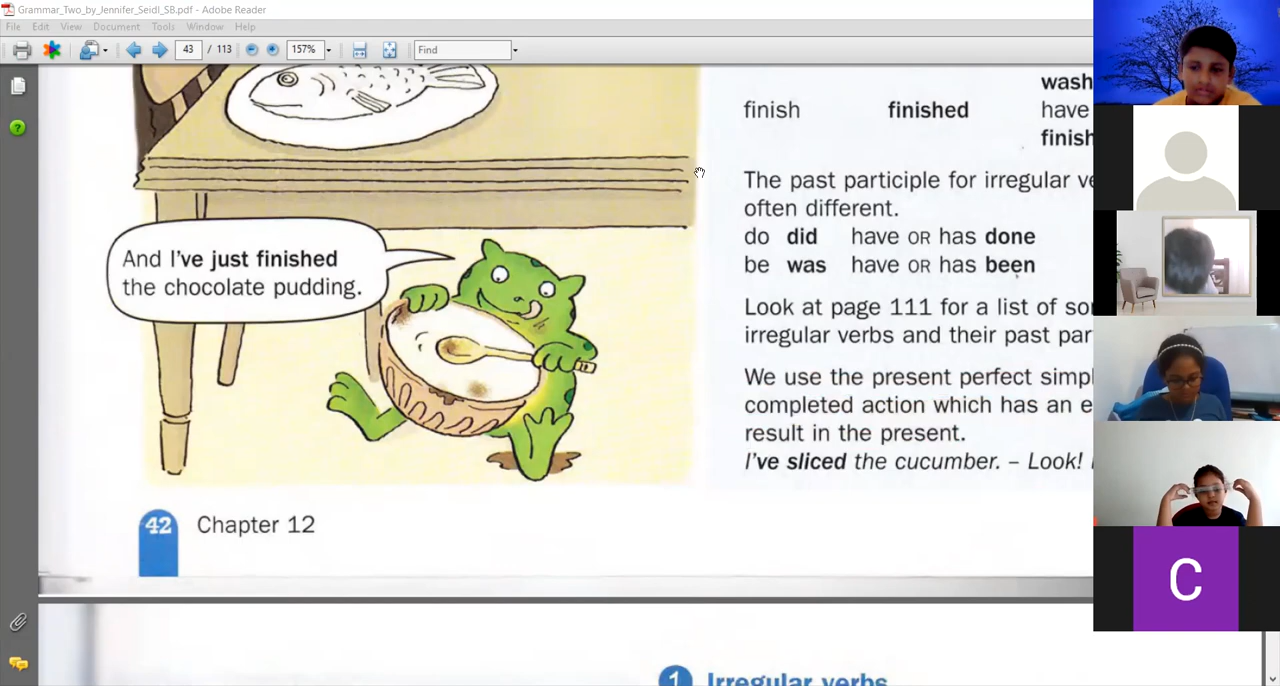 Grammar_Two_by_Jennifer_Seidl_SB.pdf - Adobe Reader
File Edit View Document Tools Window Help
43 / 113 157% Find
wash
finish finished have
finish
The past participle for irregular ve
often different.
do did have OR has done
be was have OR has been
Look at page 111 for a list of so
irregular verbs and their past par
We use the present perfect simpl
completed action which has an e
result in the present.
I've sliced the cucumber. – Look!
And I've just finished
the chocolate pudding.
42 Chapter 12
1 Irregular verbs
C